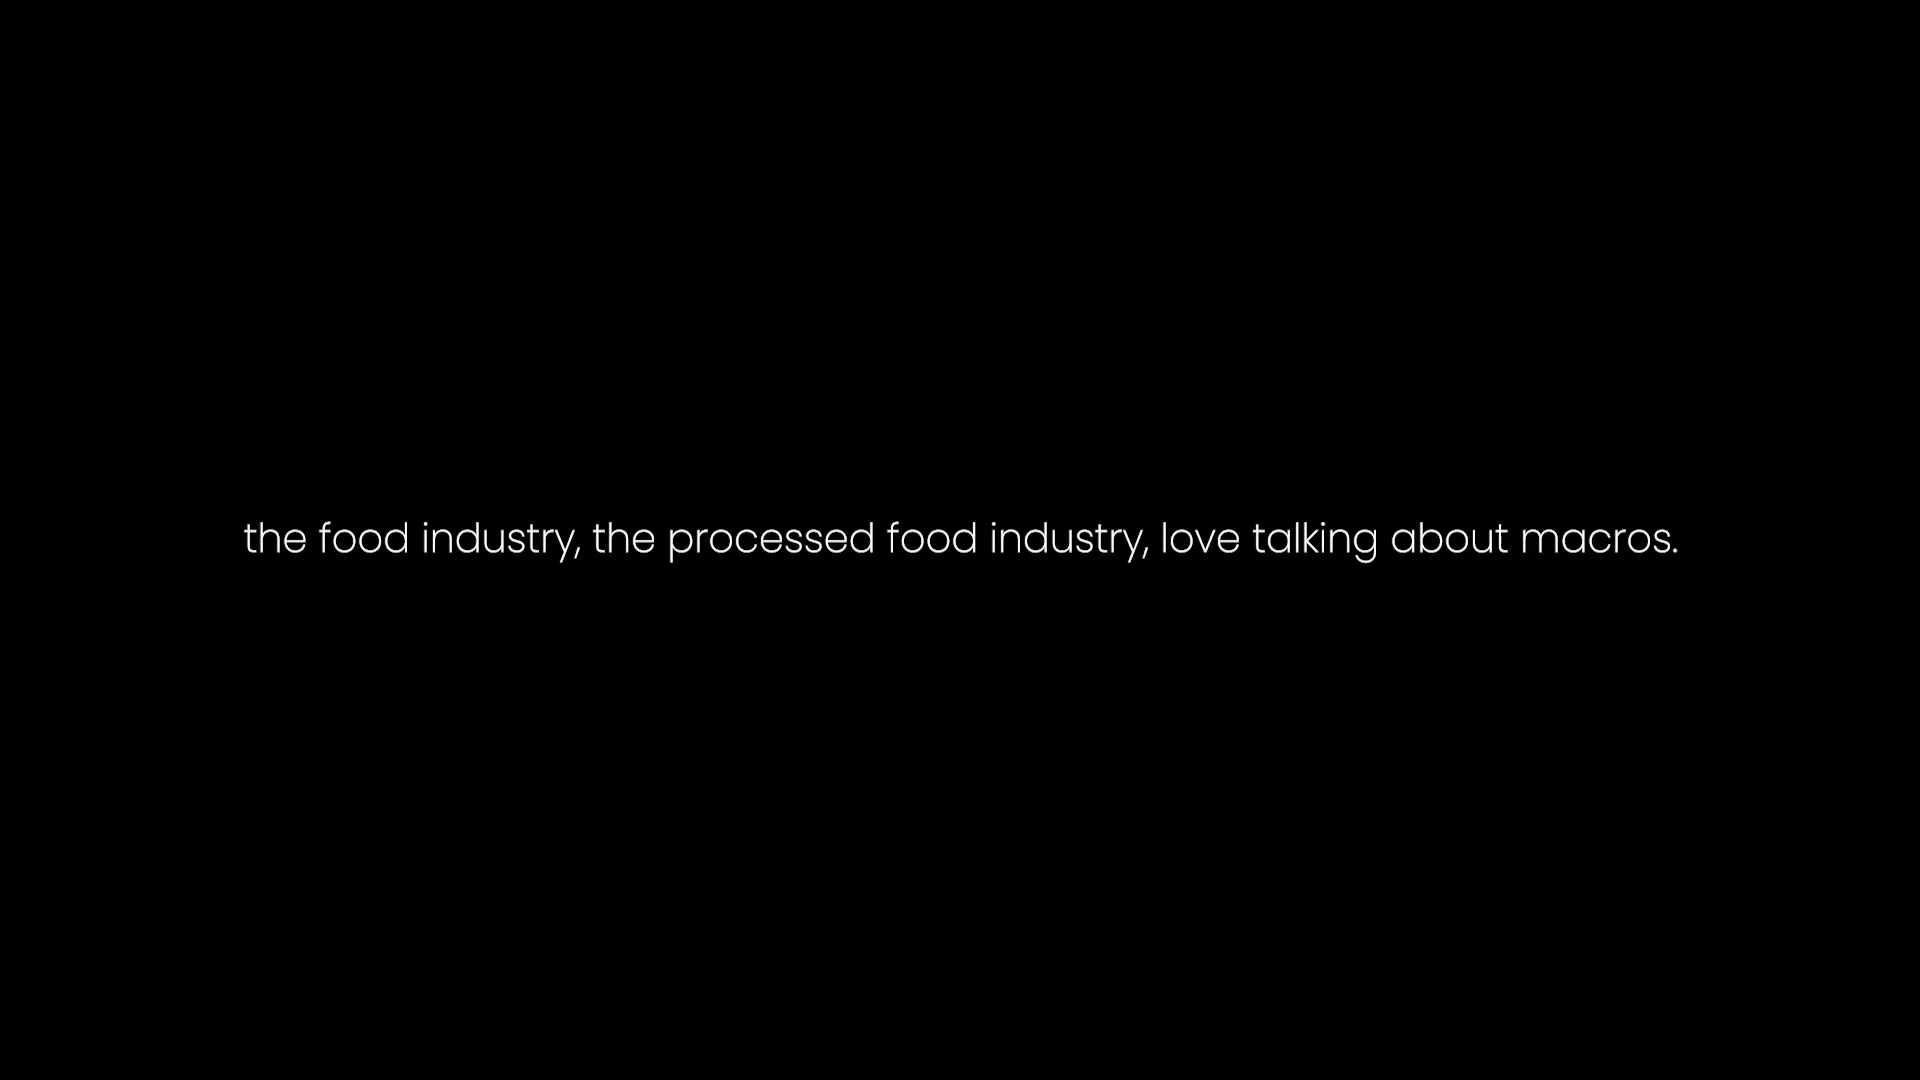 the food industry, the processed food industry, love talking about macros.